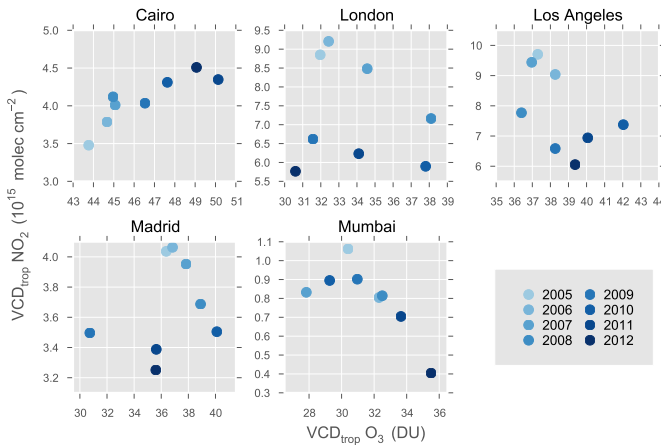 Cairo London Los Angeles
5.0 4.5 4.0 3.5 3.0
9.5 9.0 8.5 8.0 7.5 7.0 6.5 6.0 5.5
10 9 8 7 6
43 44 45 46 47 48 49 50 51
30 31 32 33 34 35 36 37 38 39
35 36 37 38 39 40 41 42 43 44
VCD_trop NO₂ (10¹⁵ molec cm⁻²)
Madrid Mumbai
4.0 3.8 3.6 3.4 3.2
1.1 1.0 0.9 0.8 0.7 0.6 0.5 0.4 0.3
2005 2009
2006 2010
2007 2011
2008 2012
30 32 34 36 38 40
28 30 32 34 36
VCD_trop O₃ (DU)